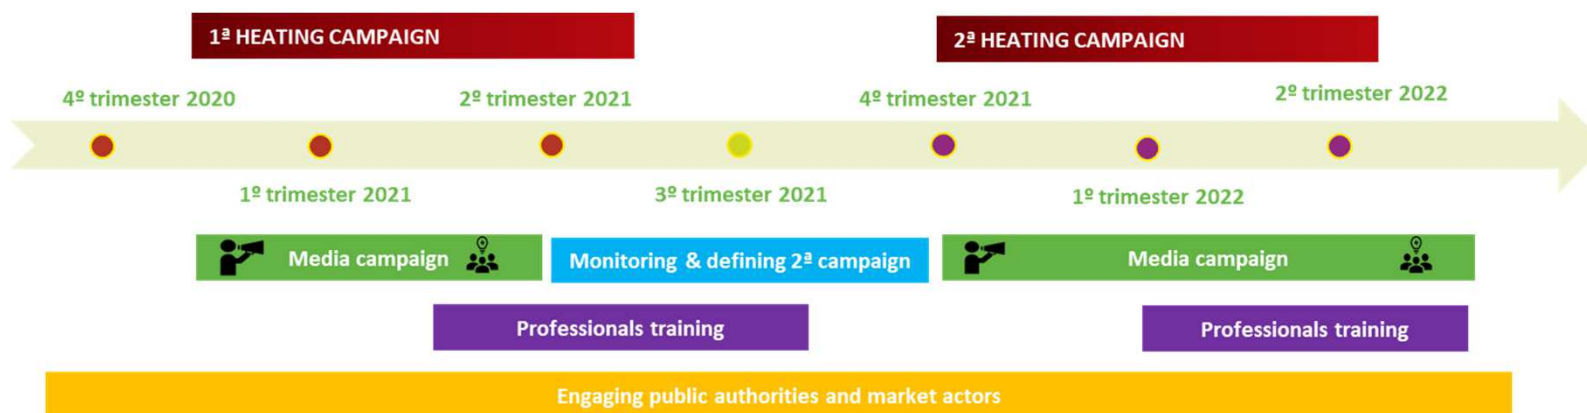 1ª HEATING CAMPAIGN
2ª HEATING CAMPAIGN
4º trimester 2020
2º trimester 2021
4º trimester 2021
2º trimester 2022
1º trimester 2021
3º trimester 2021
1º trimester 2022
Media campaign
Monitoring & defining 2ª campaign
Media campaign
Professionals training
Professionals training
Engaging public authorities and market actors